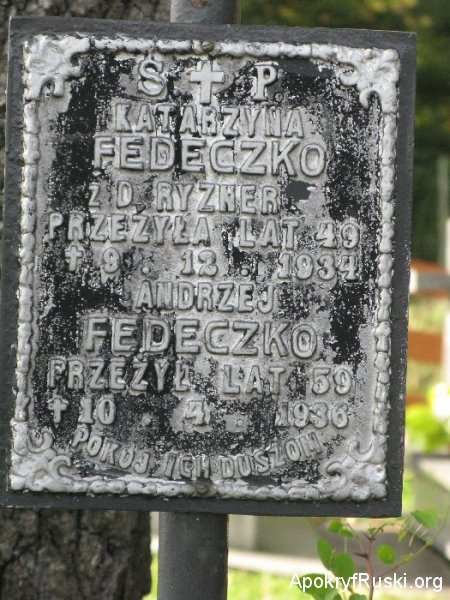 Ś † P.
KATARZYNA
FEDECZKO
Z D. RYZNER
PRZEŻYŁA LAT 49
† 9. 12. 1934
ANDRZEJ
FEDECZKO
PRZEŻYŁ LAT 59
† 10. 4. 1936
POKÓJ ICH DUSZOM
ApokryfRuski.org